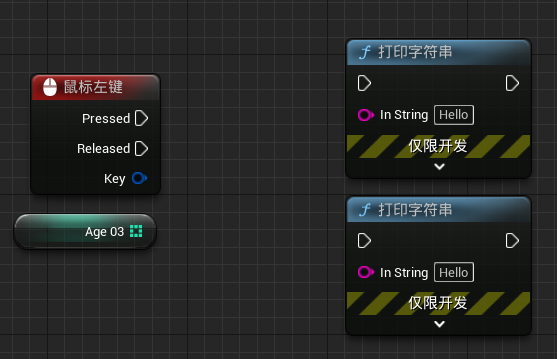 鼠标左键
Pressed
Released
Key
Age 03
打印字符串
In String Hello
仅限开发
打印字符串
In String Hello
仅限开发